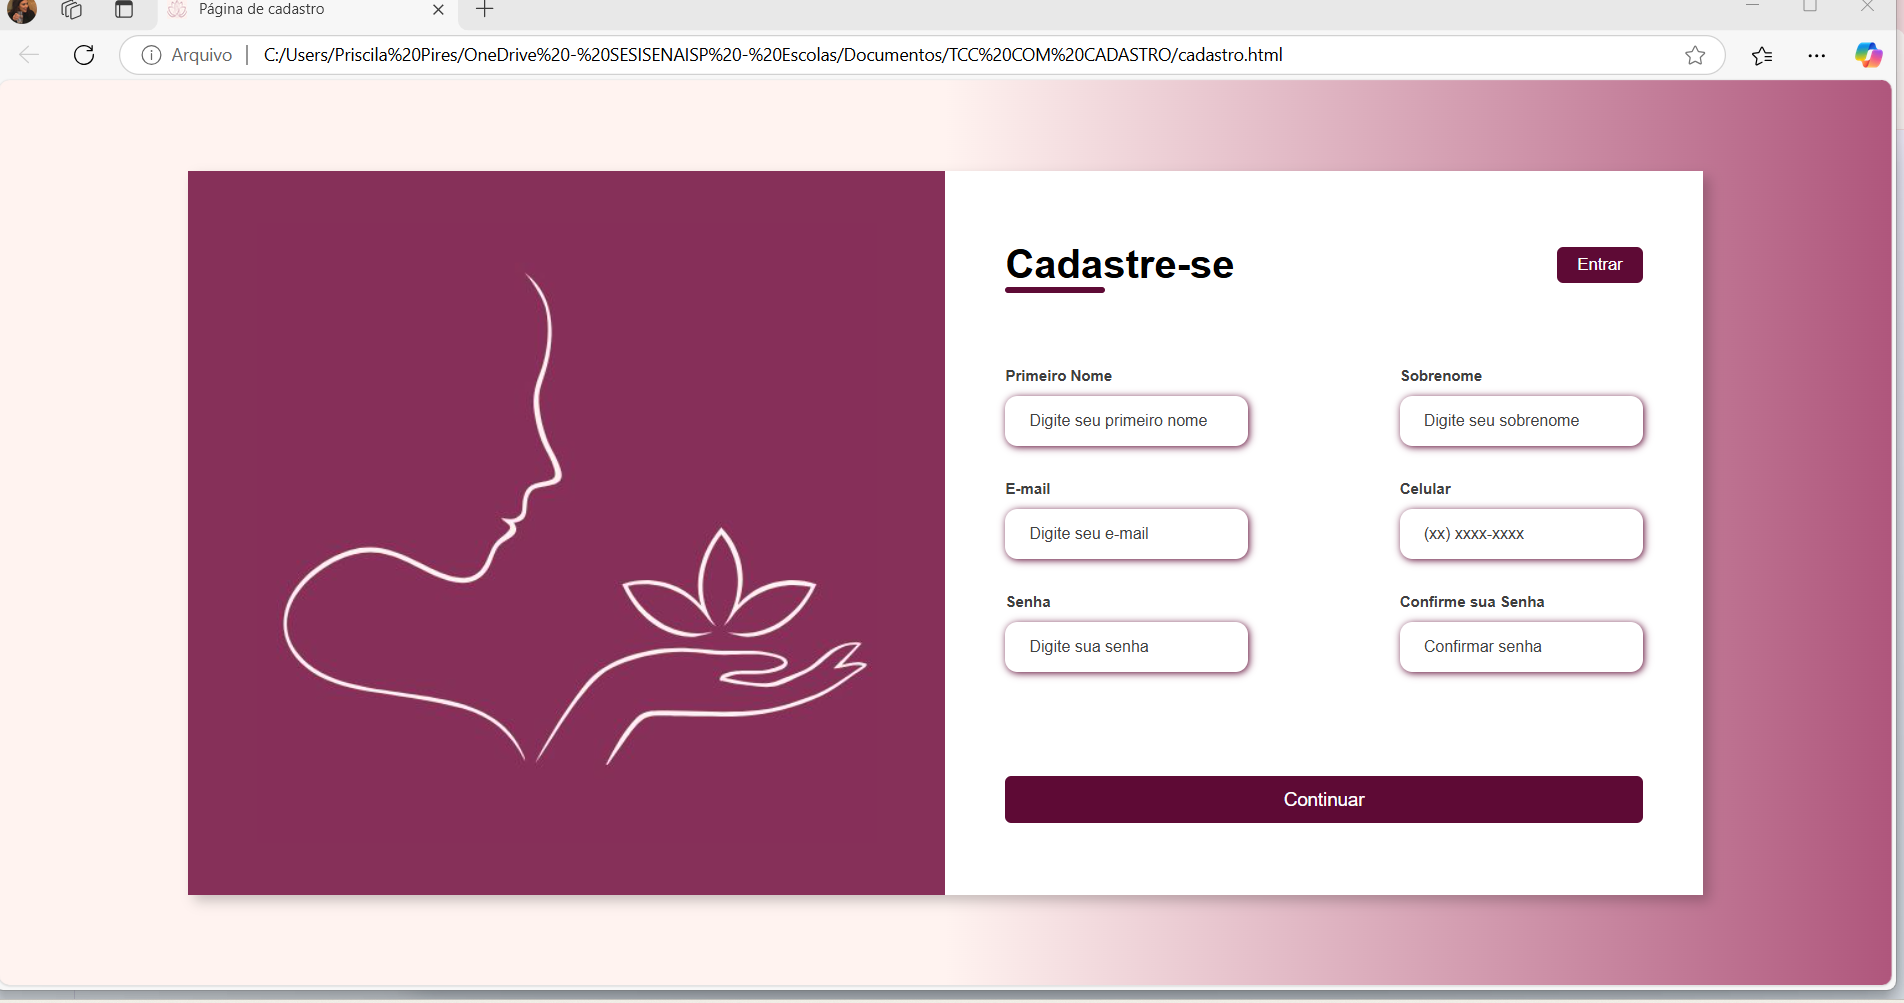 Página de cadastro
Arquivo | C:/Users/Priscila%20Pires/OneDrive%20-%20SESISENAISP%20-%20Escolas/Documentos/TCC%20COM%20CADASTRO/cadastro.html
Cadastre-se
Entrar
Primeiro Nome
Sobrenome
Digite seu primeiro nome
Digite seu sobrenome
E-mail
Celular
Digite seu e-mail
(xx) xxxx-xxxx
Senha
Confirme sua Senha
Digite sua senha
Confirmar senha
Continuar